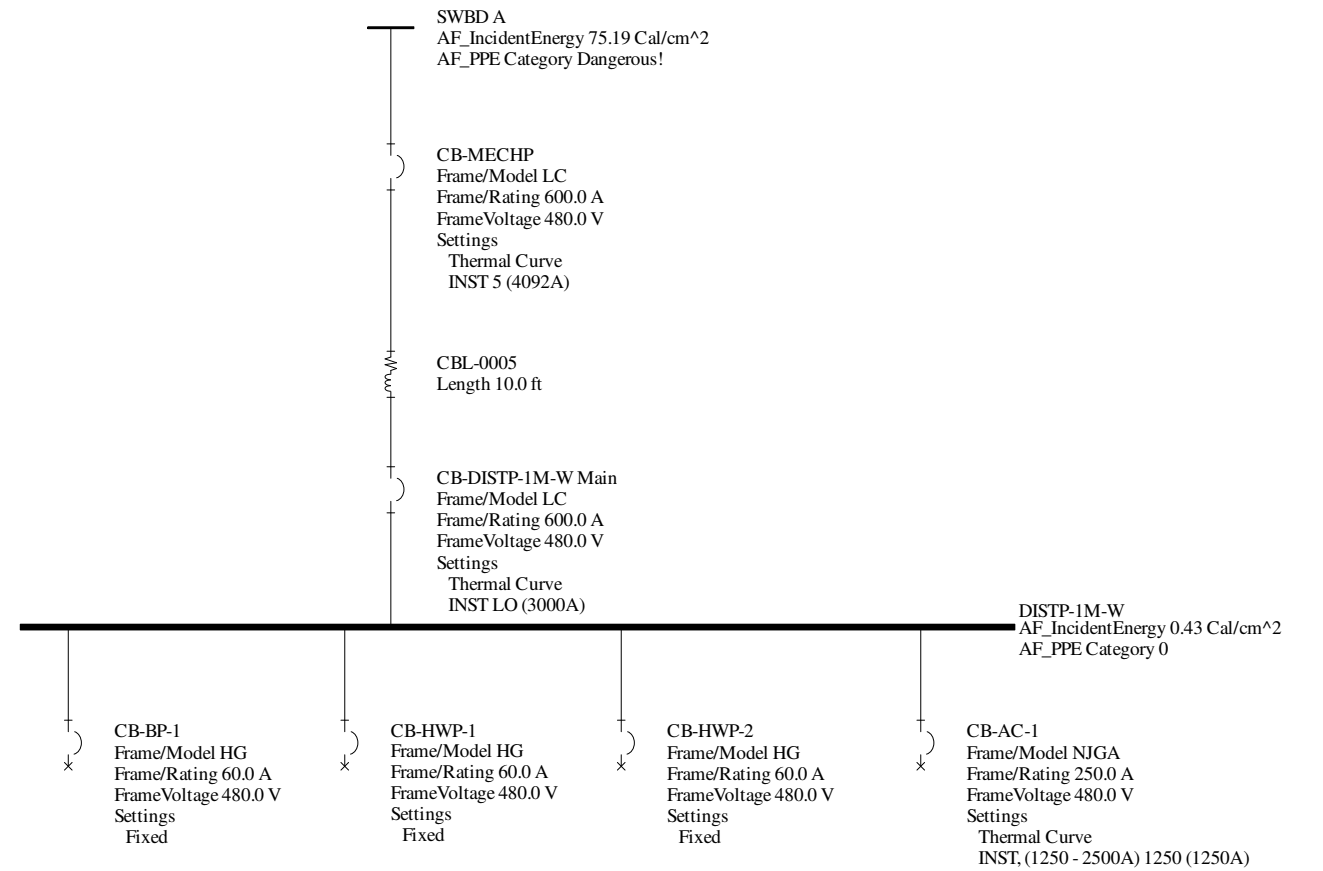 SWBD A
AF_IncidentEnergy 75.19 Cal/cm^2
AF_PPE Category Dangerous!
CB-MECHP
Frame/Model LC
Frame/Rating 600.0 A
FrameVoltage 480.0 V
Settings
Thermal Curve
INST 5 (4092A)
CBL-0005
Length 10.0 ft
CB-DISTP-1M-W Main
Frame/Model LC
Frame/Rating 600.0 A
FrameVoltage 480.0 V
Settings
Thermal Curve
INST LO (3000A)
DISTP-1M-W
AF_IncidentEnergy 0.43 Cal/cm^2
AF_PPE Category 0
CB-BP-1
Frame/Model HG
Frame/Rating 60.0 A
FrameVoltage 480.0 V
Settings
Fixed
CB-HWP-1
Frame/Model HG
Frame/Rating 60.0 A
FrameVoltage 480.0 V
Settings
Fixed
CB-HWP-2
Frame/Model HG
Frame/Rating 60.0 A
FrameVoltage 480.0 V
Settings
Fixed
CB-AC-1
Frame/Model NJGA
Frame/Rating 250.0 A
FrameVoltage 480.0 V
Settings
Thermal Curve
INST, (1250 - 2500A) 1250 (1250A)